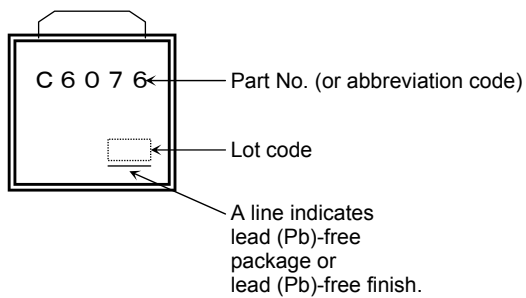 C6076
Part No. (or abbreviation code)
Lot code
A line indicates
lead (Pb)-free
package or
lead (Pb)-free finish.